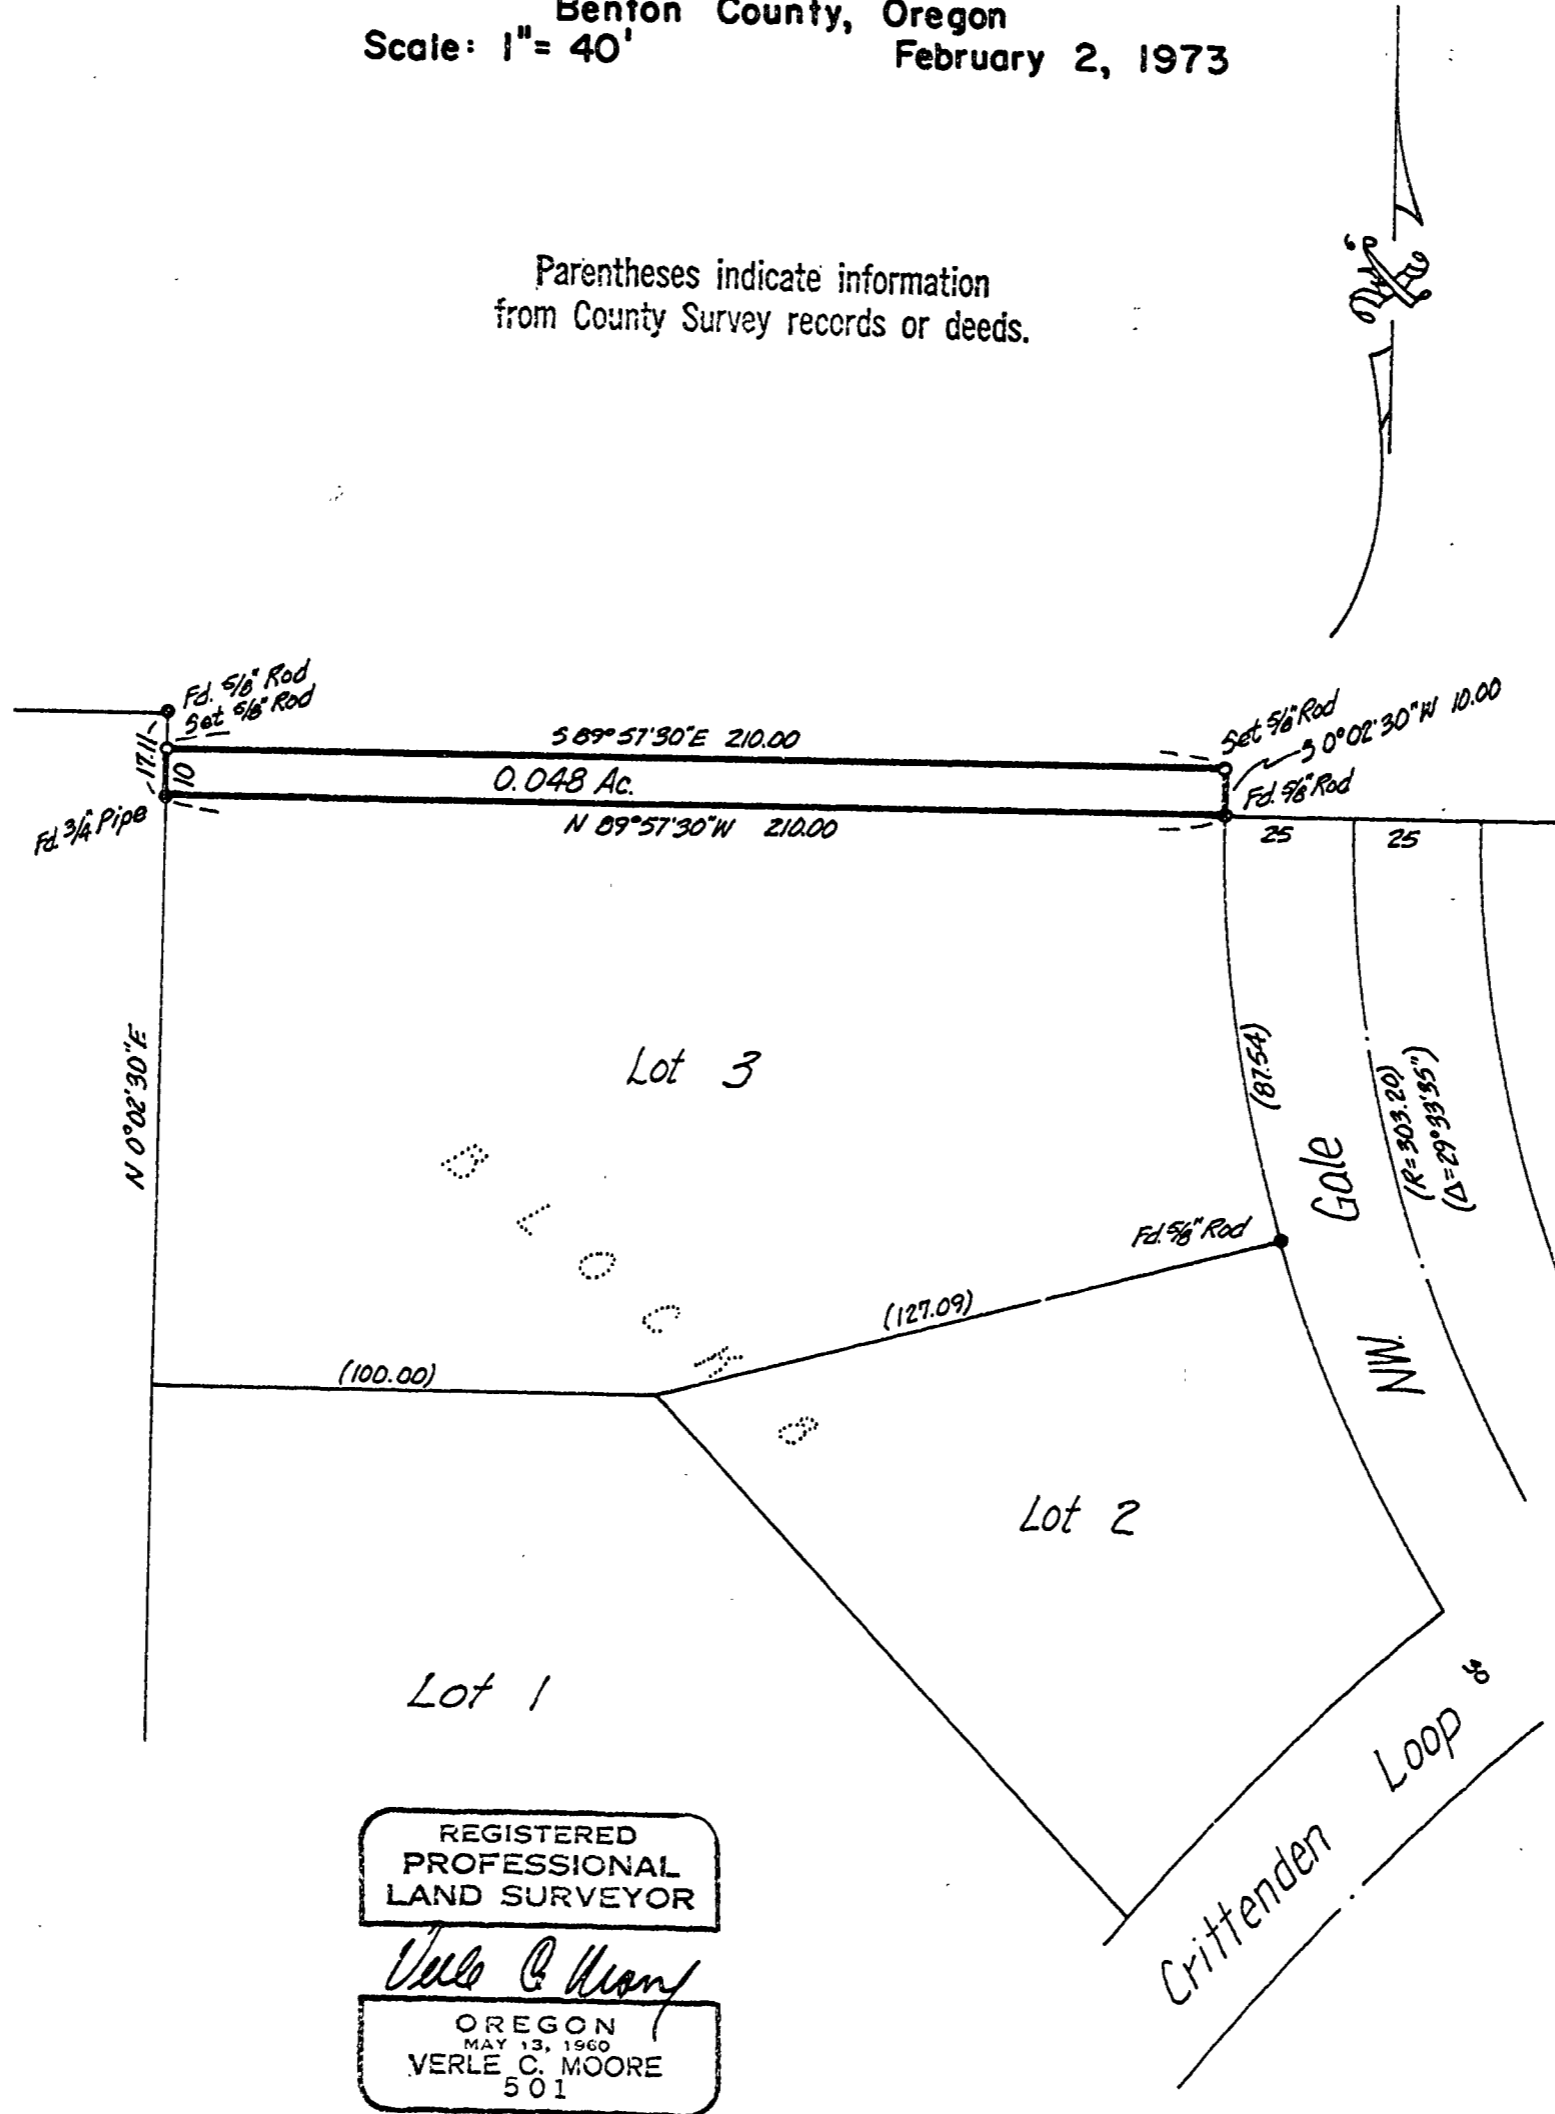 Benton County, Oregon
Scale: 1"= 40' February 2, 1973
Parentheses indicate information
from County Survey records or deeds.
Fd. 5/8" Rod
Set 5/8" Rod
17.11
10
Fd. 3/4" Pipe
S 89°57'30"E 210.00
0.048 Ac.
N 89°57'30"W 210.00
Set 5/8" Rod
S 0°02'30"W 10.00
Fd. 5/8" Rod
25 25
N 0°02'30"E
Lot 3
(87.54)
(R=303.20)
(Δ=29°33'35")
Gale
NW.
BLOCK 8
Fd. 5/8" Rod
(127.09)
(100.00)
Lot 2
Lot 1
Crittenden Loop
REGISTERED
PROFESSIONAL
LAND SURVEYOR
Verle C. Moore
OREGON
MAY 13, 1960
VERLE C. MOORE
501